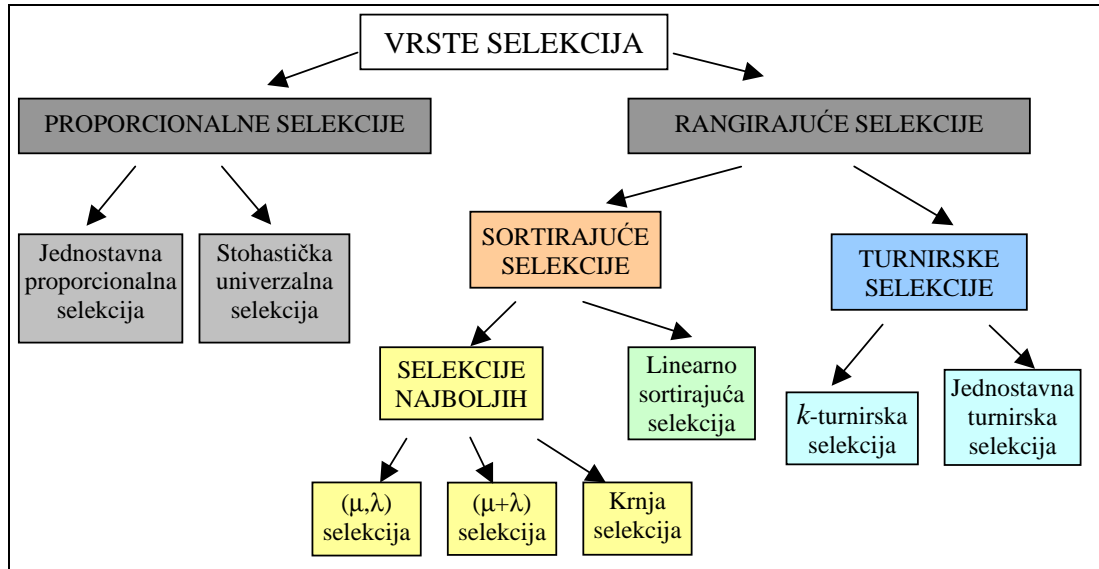 VRSTE SELEKCIJA
PROPORCIONALNE SELEKCIJE
RANGIRAJUĆE SELEKCIJE
Jednostavna
proporcionalna
selekcija
Stohastička
univerzalna
selekcija
SORTIRAJUĆE
SELEKCIJE
TURNIRSKE
SELEKCIJE
SELEKCIJE
NAJBOLJIH
Linearno
sortirajuća
selekcija
k-turnirska
selekcija
Jednostavna
turnirska
selekcija
(μ,λ)
selekcija
(μ+λ)
selekcija
Krnja
selekcija